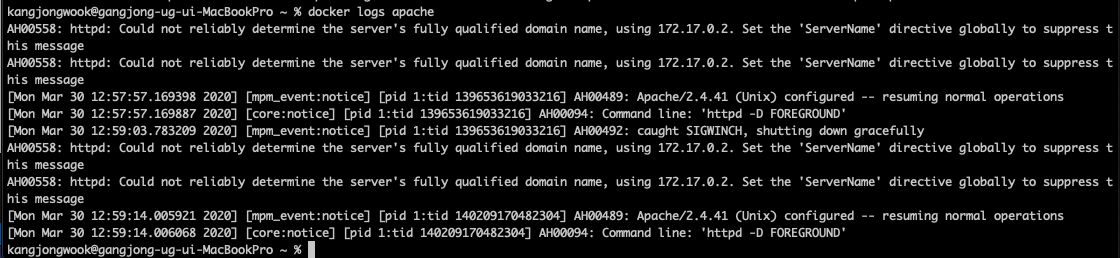 kangjongwook@gangjong-ug-ui-MacBookPro ~ % docker logs apache
AH00558: httpd: Could not reliably determine the server's fully qualified domain name, using 172.17.0.2. Set the 'ServerName' directive globally to suppress t
his message
AH00558: httpd: Could not reliably determine the server's fully qualified domain name, using 172.17.0.2. Set the 'ServerName' directive globally to suppress t
his message
[Mon Mar 30 12:57:57.169398 2020] [mpm_event:notice] [pid 1:tid 139653619033216] AH00489: Apache/2.4.41 (Unix) configured -- resuming normal operations
[Mon Mar 30 12:57:57.169887 2020] [core:notice] [pid 1:tid 139653619033216] AH00094: Command line: 'httpd -D FOREGROUND'
[Mon Mar 30 12:59:03.783209 2020] [mpm_event:notice] [pid 1:tid 139653619033216] AH00492: caught SIGWINCH, shutting down gracefully
AH00558: httpd: Could not reliably determine the server's fully qualified domain name, using 172.17.0.2. Set the 'ServerName' directive globally to suppress t
his message
AH00558: httpd: Could not reliably determine the server's fully qualified domain name, using 172.17.0.2. Set the 'ServerName' directive globally to suppress t
his message
[Mon Mar 30 12:59:14.005921 2020] [mpm_event:notice] [pid 1:tid 140209170482304] AH00489: Apache/2.4.41 (Unix) configured -- resuming normal operations
[Mon Mar 30 12:59:14.006068 2020] [core:notice] [pid 1:tid 140209170482304] AH00094: Command line: 'httpd -D FOREGROUND'
kangjongwook@gangjong-ug-ui-MacBookPro ~ %